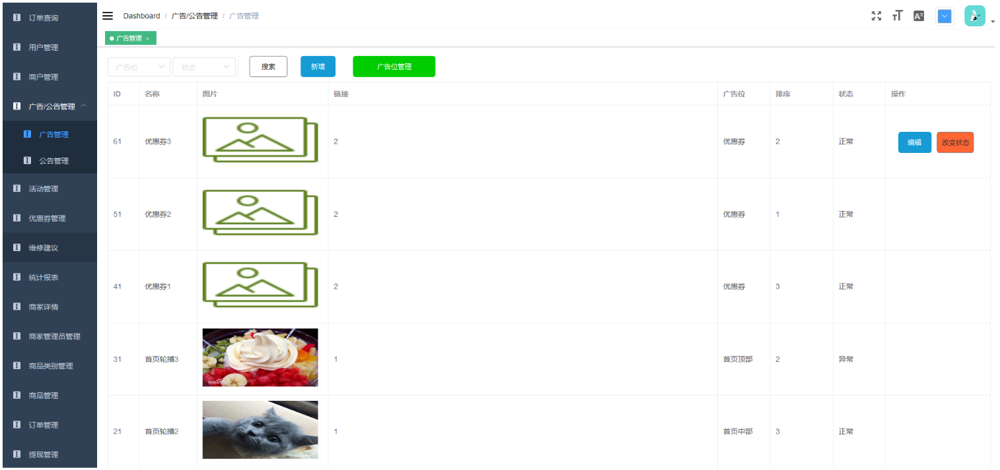 订单查询
用户管理
商户管理
广告/公告管理
广告管理
公告管理
活动管理
优惠券管理
维修建议
统计报表
商家详情
商家管理员管理
商品类别管理
商品管理
订单管理
提现管理
Dashboard / 广告/公告管理 / 广告管理
广告管理 ×
广告位 状态 搜索 新增 广告位管理
ID 名称 图片 链接 广告位 排序 状态 操作
61 优惠券3 2 优惠券 2 正常 编辑 改变状态
51 优惠券2 2 优惠券 1 正常
41 优惠券1 2 优惠券 3 正常
31 首页轮播3 1 首页顶部 2 异常
21 首页轮播2 1 首页中部 3 正常